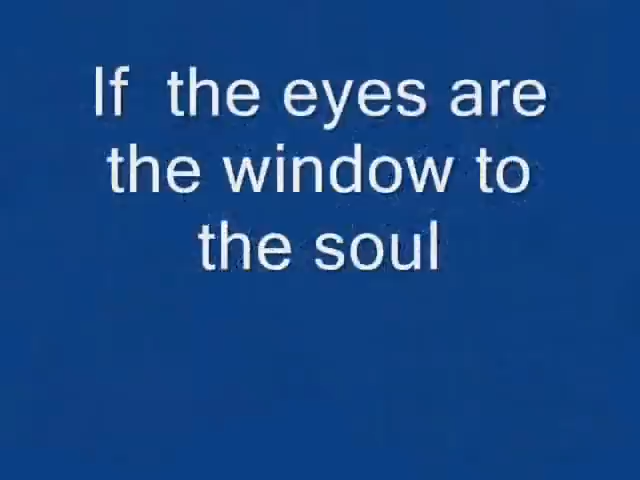 If the eyes are
the window to
the soul